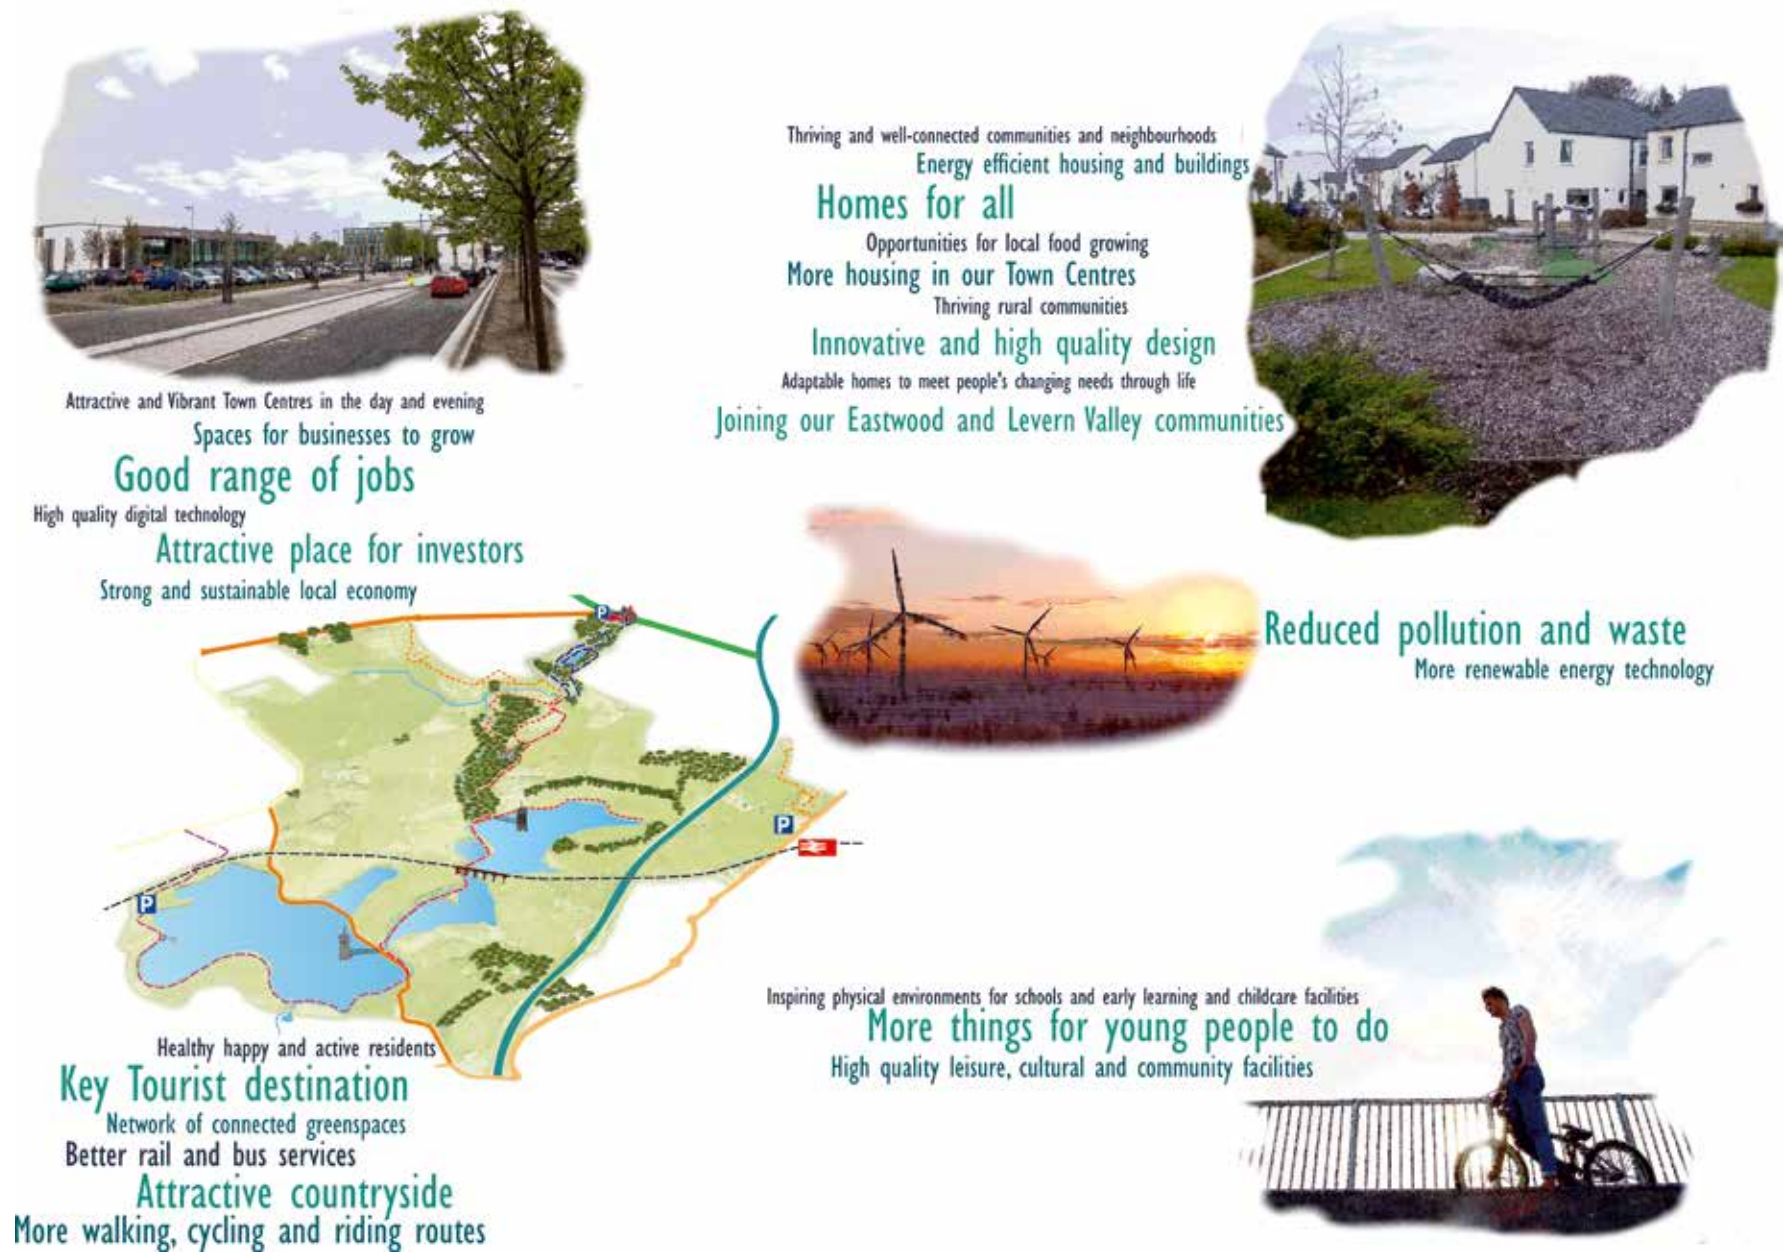 Attractive and Vibrant Town Centres in the day and evening
Spaces for businesses to grow
Good range of jobs
High quality digital technology
Attractive place for investors
Strong and sustainable local economy
Thriving and well-connected communities and neighbourhoods
Energy efficient housing and buildings
Homes for all
Opportunities for local food growing
More housing in our Town Centres
Thriving rural communities
Innovative and high quality design
Adaptable homes to meet people's changing needs through life
Joining our Eastwood and Levern Valley communities
Reduced pollution and waste
More renewable energy technology
P
P
P
Healthy happy and active residents
Key Tourist destination
Network of connected greenspaces
Better rail and bus services
Attractive countryside
More walking, cycling and riding routes
Inspiring physical environments for schools and early learning and childcare facilities
More things for young people to do
High quality leisure, cultural and community facilities